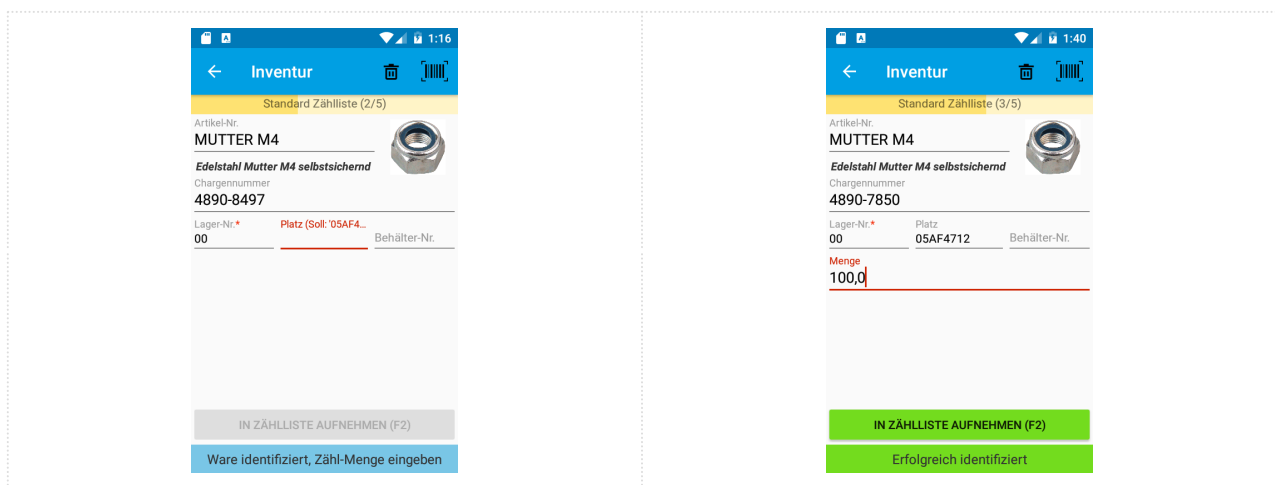 1:16
Inventur
Standard Zählliste (2/5)
Artikel-Nr.
MUTTER M4
Edelstahl Mutter M4 selbstsichernd
Chargennummer
4890-8497
Lager-Nr.* Platz (Soll: '05AF4...
00 Behälter-Nr.
IN ZÄHLLISTE AUFNEHMEN (F2)
Ware identifiziert, Zähl-Menge eingeben
1:40
Inventur
Standard Zählliste (3/5)
Artikel-Nr.
MUTTER M4
Edelstahl Mutter M4 selbstsichernd
Chargennummer
4890-7850
Lager-Nr.* Platz
00 05AF4712 Behälter-Nr.
Menge
100,0
IN ZÄHLLISTE AUFNEHMEN (F2)
Erfolgreich identifiziert